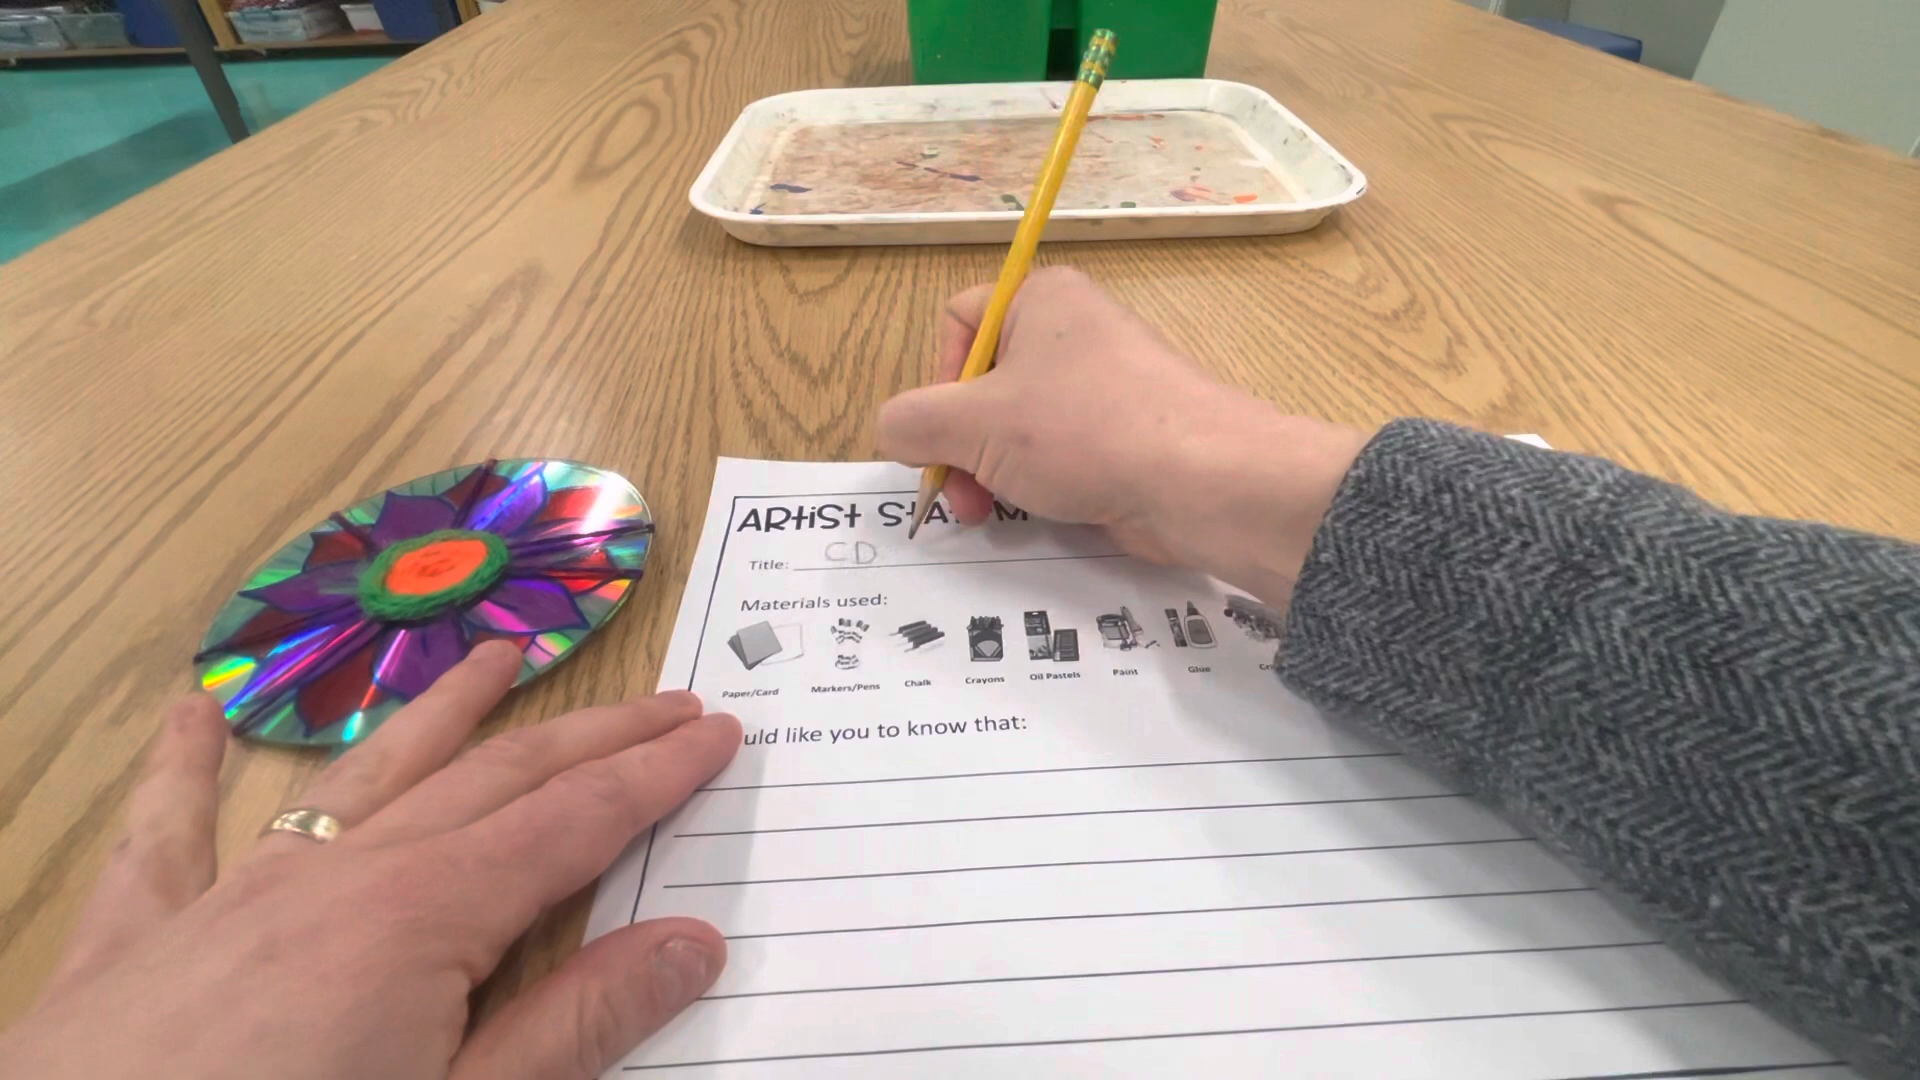 ARTiST STATEM
Title: CD
Materials used:
Paper/Card Markers/Pens Chalk Crayons Oil Pastels Paint Glue
uld like you to know that: